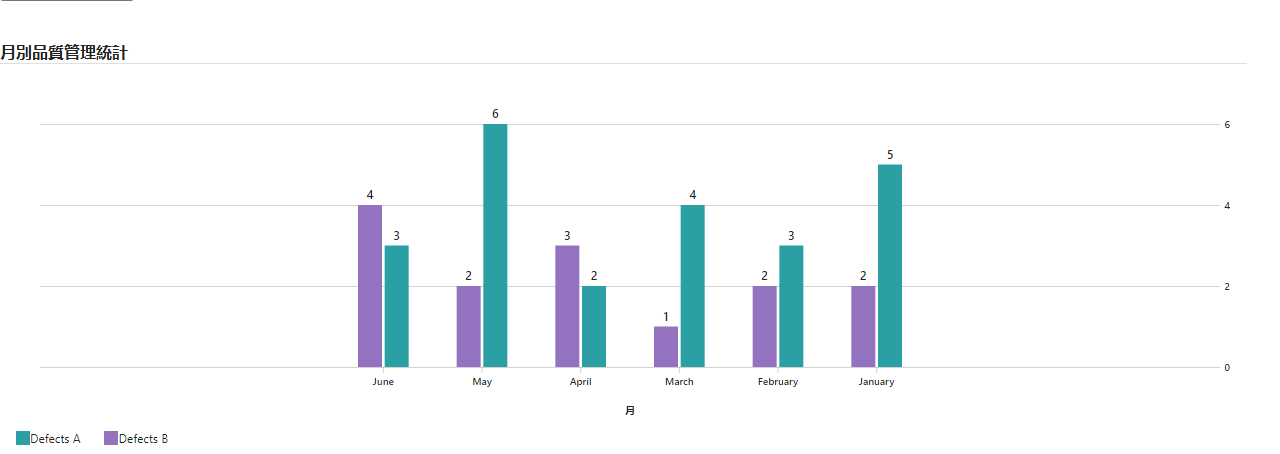 月別品質管理統計
6
4
2
0
4
3
2
6
3
2
1
4
2
3
2
5
June
May
April
March
February
January
月
Defects A
Defects B